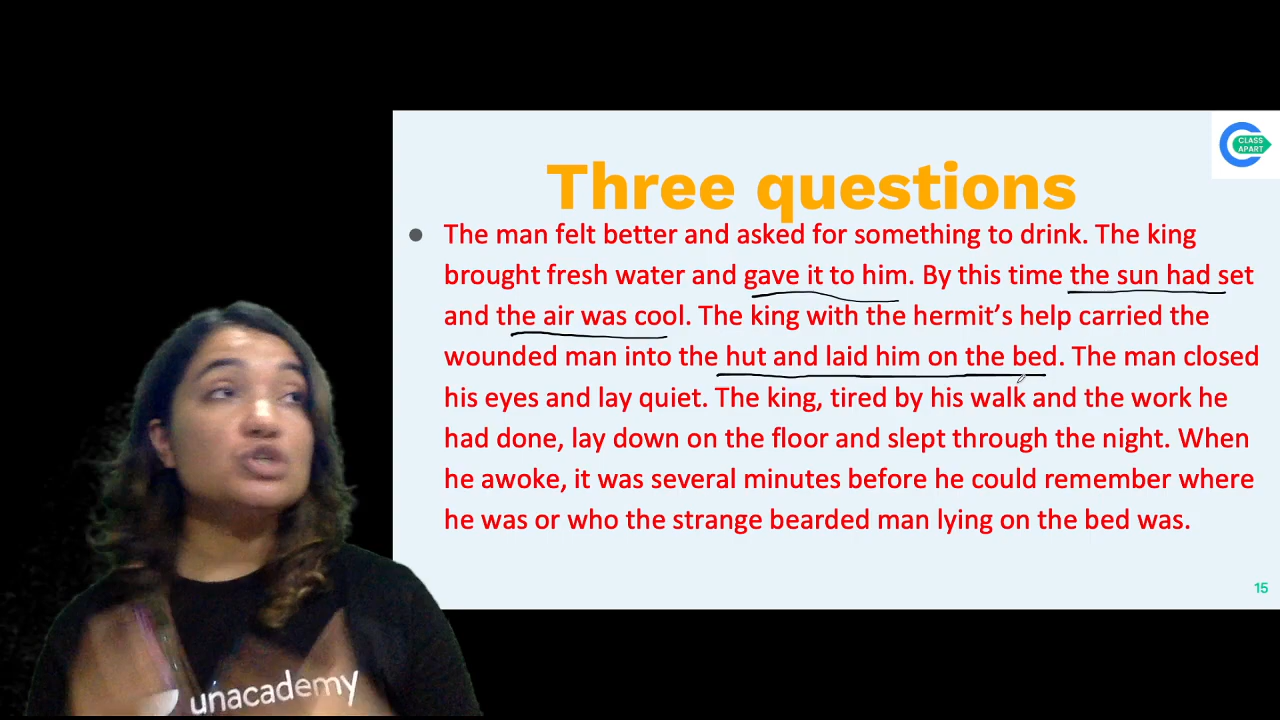 CLASS
APART
Three questions
● The man felt better and asked for something to drink. The king
brought fresh water and gave it to him. By this time the sun had set
and the air was cool. The king with the hermit’s help carried the
wounded man into the hut and laid him on the bed. The man closed
his eyes and lay quiet. The king, tired by his walk and the work he
had done, lay down on the floor and slept through the night. When
he awoke, it was several minutes before he could remember where
he was or who the strange bearded man lying on the bed was.
15
unacademy